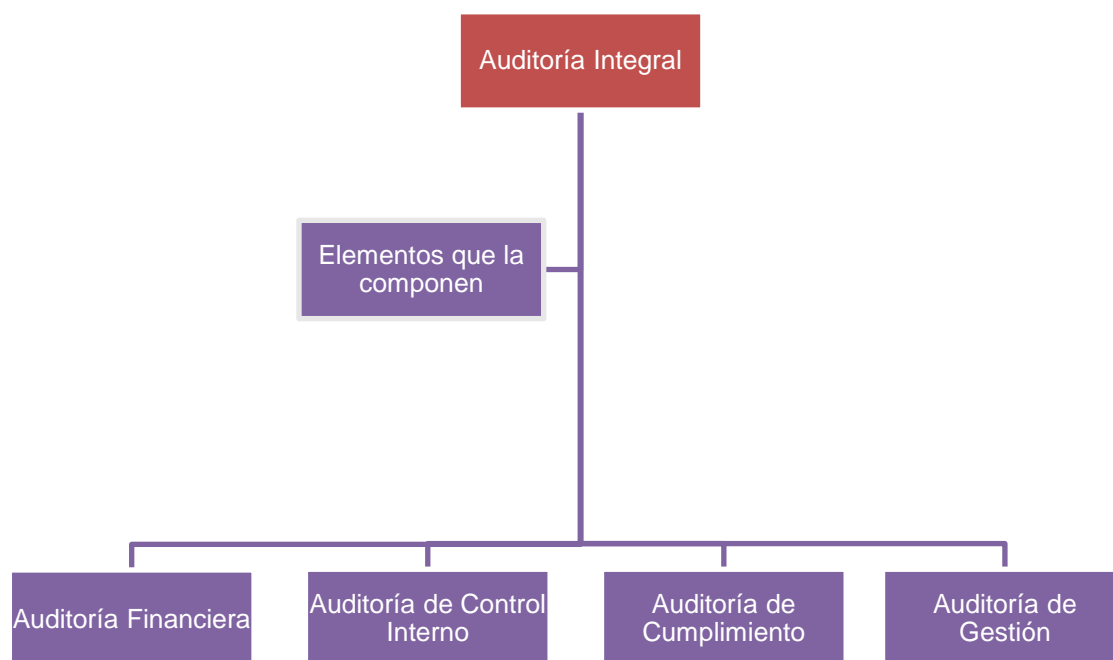 Auditoría Integral
Elementos que la
componen
Auditoría Financiera
Auditoría de Control
Interno
Auditoría de
Cumplimiento
Auditoría de
Gestión